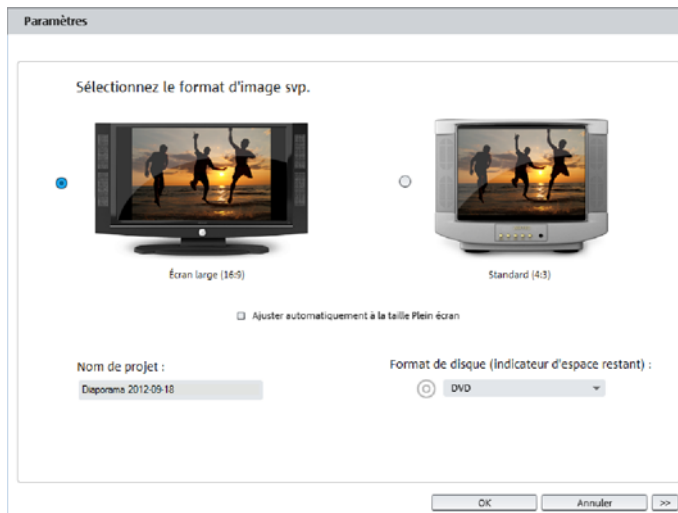 Paramètres
Sélectionnez le format d'image svp.
Écran large (16:9)
Standard (4:3)
Ajuster automatiquement à la taille Plein écran
Nom de projet :
Format de disque (indicateur d'espace restant) :
Diaporama 2012-09-18
DVD
OK
Annuler
>>